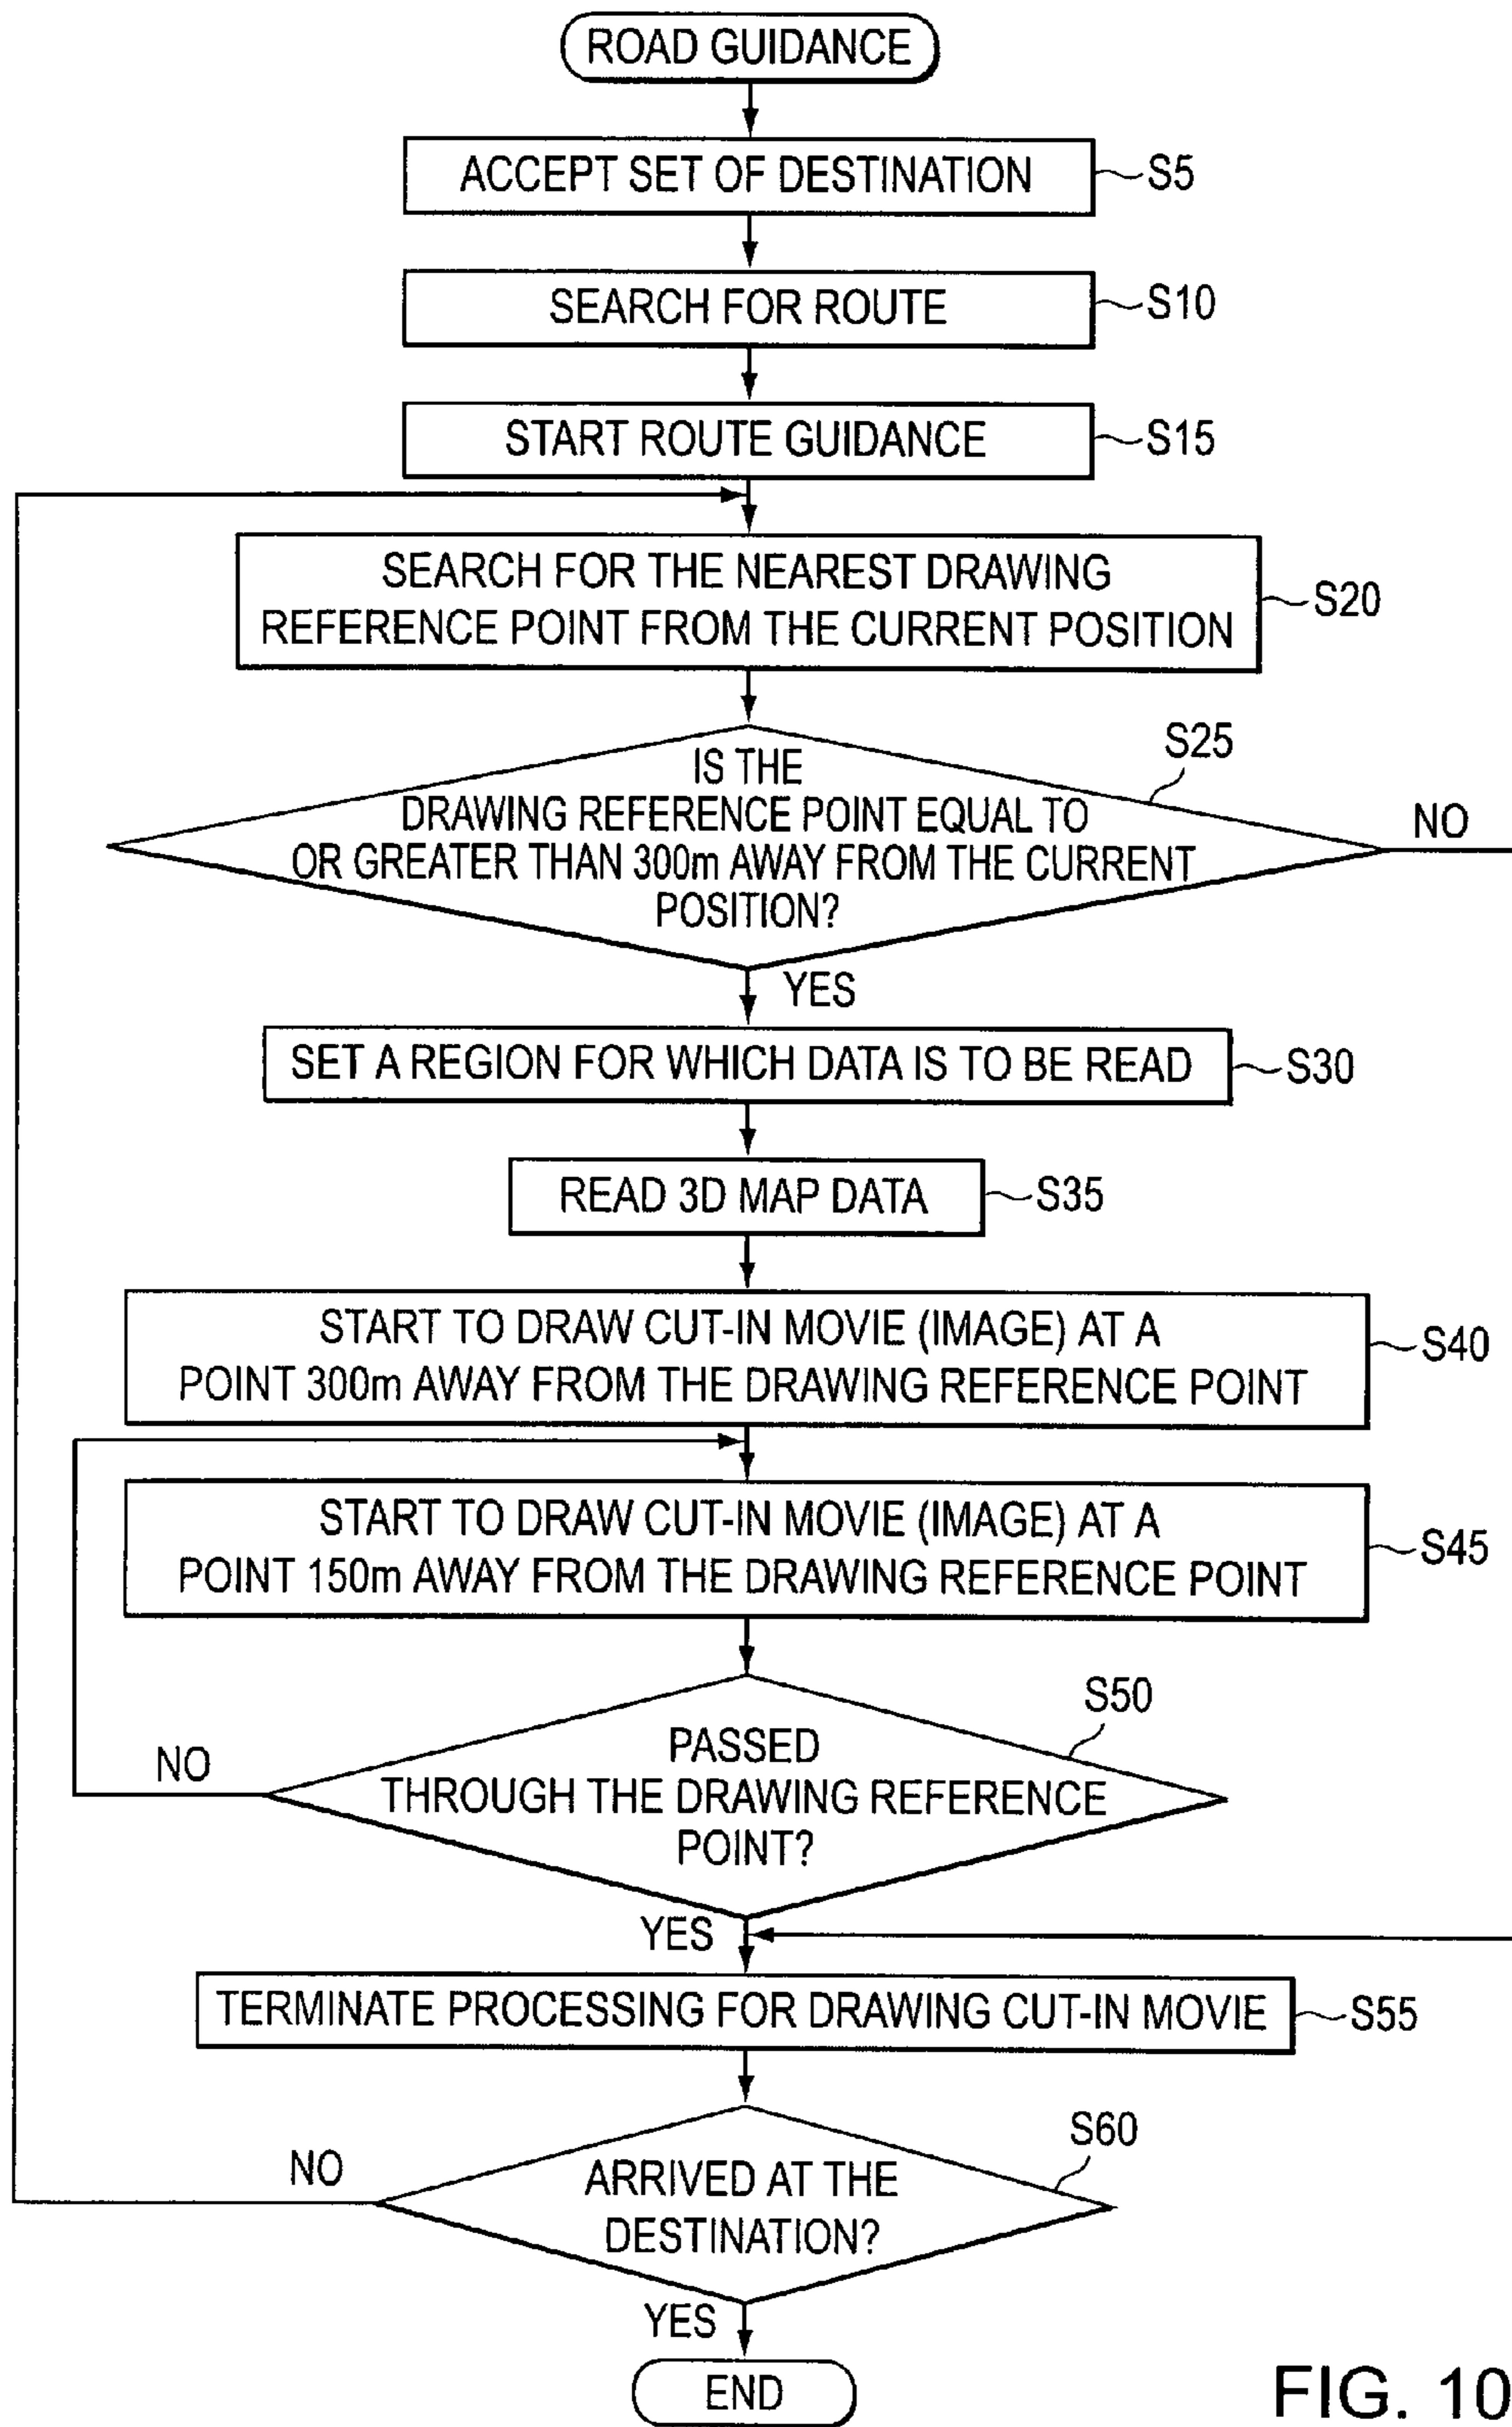 ROAD GUIDANCE
ACCEPT SET OF DESTINATION
S5
SEARCH FOR ROUTE
S10
START ROUTE GUIDANCE
S15
SEARCH FOR THE NEAREST DRAWING
REFERENCE POINT FROM THE CURRENT POSITION
S20
S25
IS THE
DRAWING REFERENCE POINT EQUAL TO
OR GREATER THAN 300m AWAY FROM THE CURRENT
POSITION?
NO
YES
SET A REGION FOR WHICH DATA IS TO BE READ
S30
READ 3D MAP DATA
S35
START TO DRAW CUT-IN MOVIE (IMAGE) AT A
POINT 300m AWAY FROM THE DRAWING REFERENCE POINT
S40
START TO DRAW CUT-IN MOVIE (IMAGE) AT A
POINT 150m AWAY FROM THE DRAWING REFERENCE POINT
S45
S50
PASSED
THROUGH THE DRAWING REFERENCE
POINT?
NO
YES
TERMINATE PROCESSING FOR DRAWING CUT-IN MOVIE
S55
S60
ARRIVED AT THE
DESTINATION?
NO
YES
END
FIG. 10